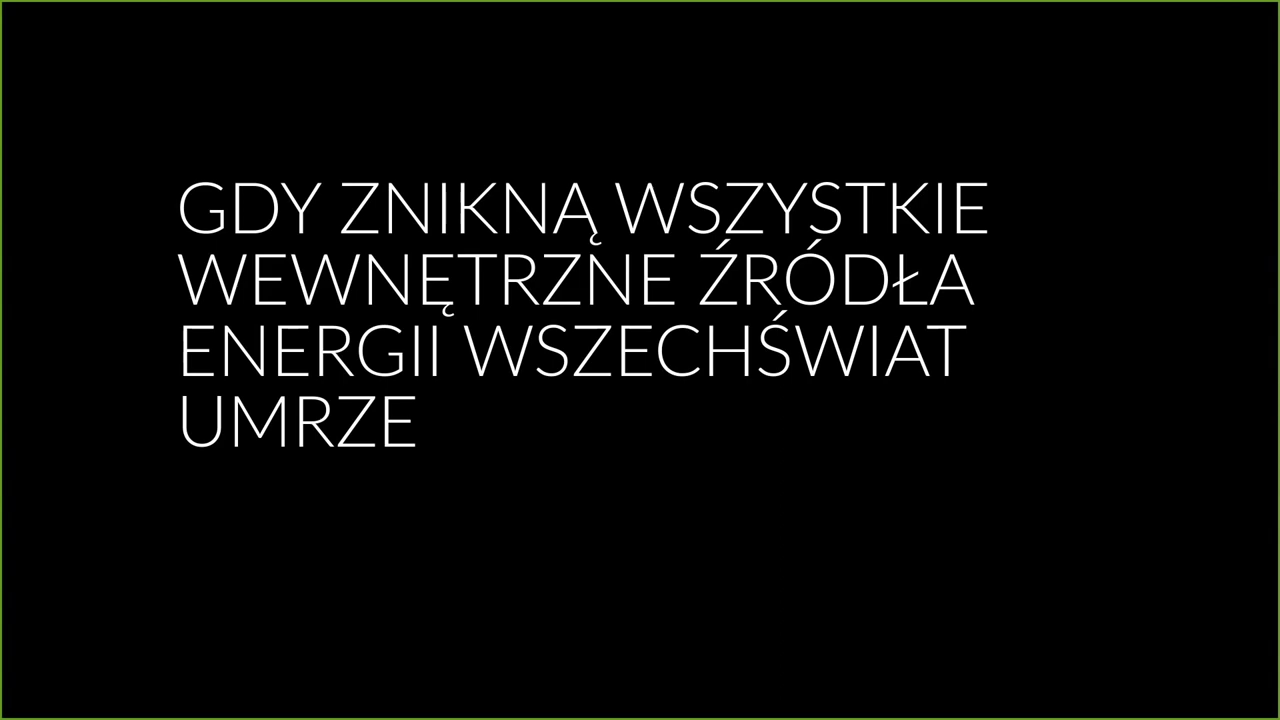 GDY ZNIKNĄ WSZYSTKIE
WEWNĘTRZNE ŹRÓDŁA
ENERGII WSZECHŚWIAT
UMRZE